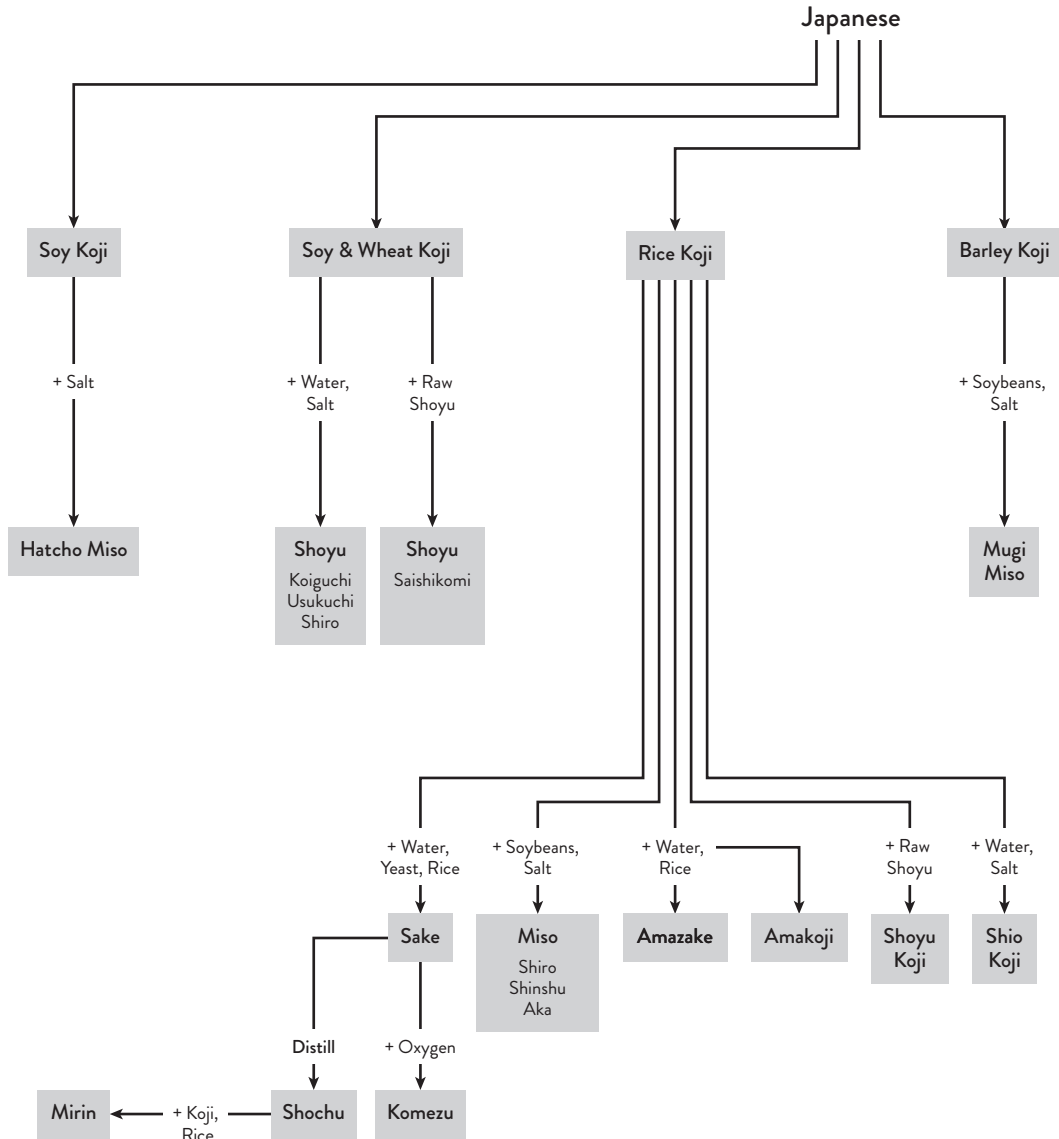 Japanese
Soy Koji
Soy & Wheat Koji
Rice Koji
Barley Koji
+ Salt
+ Water,
Salt
+ Raw
Shoyu
+ Soybeans,
Salt
Hatcho Miso
Shoyu
Koiguchi
Usukuchi
Shiro
Shoyu
Saishikomi
Mugi
Miso
+ Water,
Yeast, Rice
+ Soybeans,
Salt
+ Water,
Rice
+ Raw
Shoyu
+ Water,
Salt
Sake
Miso
Shiro
Shinshu
Aka
Amazake
Amakoji
Shoyu
Koji
Shio
Koji
Distill
+ Oxygen
Mirin
+ Koji,
Rice
Shochu
Komezu